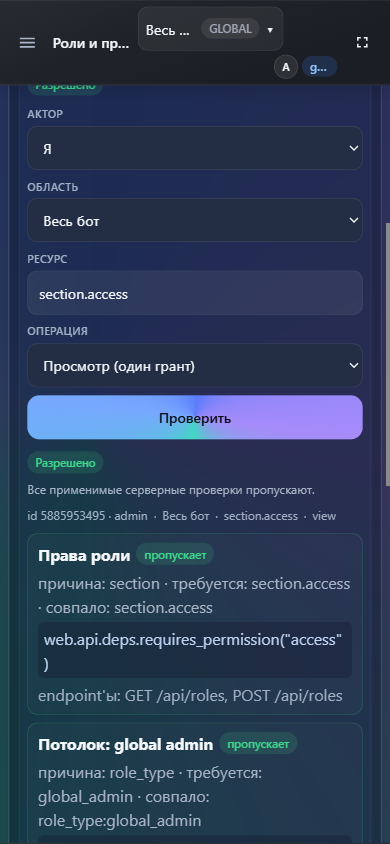 Роли и пр...
Весь ... GLOBAL ▾
A g...
Разрешено
АКТОР
Я
ОБЛАСТЬ
Весь бот
РЕСУРС
section.access
ОПЕРАЦИЯ
Просмотр (один грант)
Проверить
Разрешено
Все применимые серверные проверки пропускают.
id 5885953495 · admin · Весь бот · section.access · view
Права роли пропускает
причина: section · требуется: section.access
· совпало: section.access
web.api.deps.requires_permission("access"
)
endpoint'ы: GET /api/roles, POST /api/roles
Потолок: global admin пропускает
причина: role_type · требуется:
global_admin · совпало:
role_type:global_admin